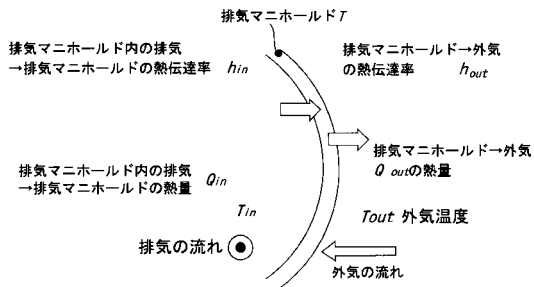 排気マニホールドT
排気マニホールド内の排気
→排気マニホールドの熱伝達率 hin
排気マニホールド→外気
の熱伝達率 hout
排気マニホールド内の排気
→排気マニホールドの熱量 Qin
排気マニホールド→外気
Q outの熱量
Tin
Tout 外気温度
排気の流れ
外気の流れ